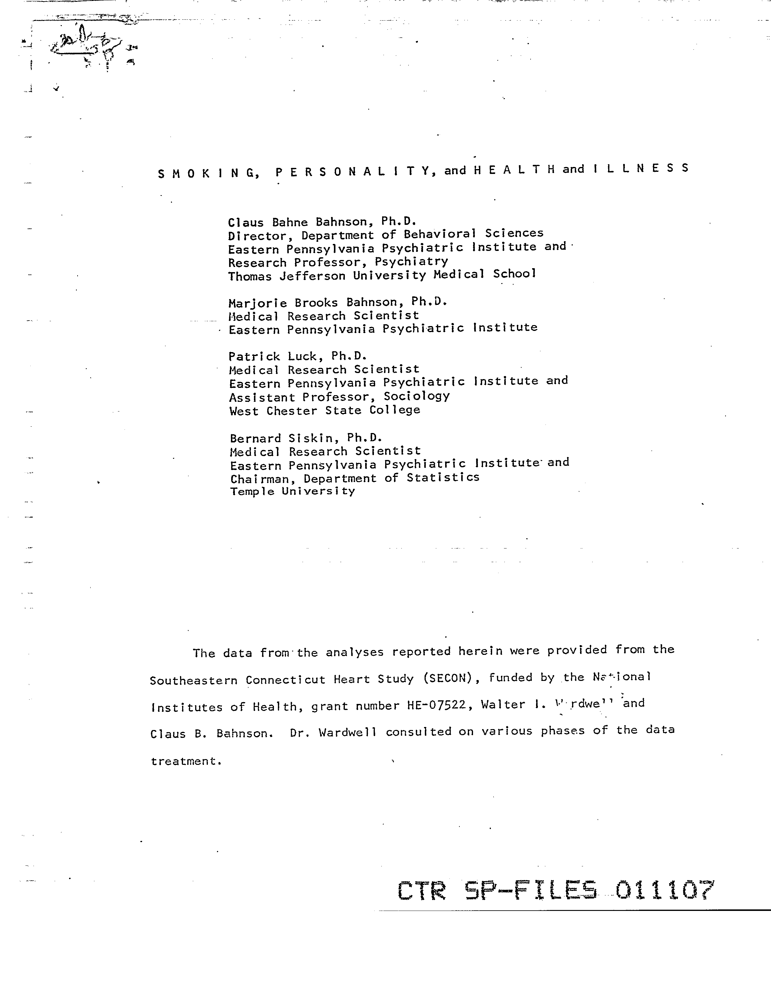 S M O K I N G, P E R S O N A L I T Y, and H E A L T H and I L L N E S S
Claus Bahne Bahnson, Ph.D.
Director, Department of Behavioral Sciences
Eastern Pennsylvania Psychiatric Institute and
Research Professor, Psychiatry
Thomas Jefferson University Medical School
Marjorie Brooks Bahnson, Ph.D.
Medical Research Scientist
Eastern Pennsylvania Psychiatric Institute
Patrick Luck, Ph.D.
Medical Research Scientist
Eastern Pennsylvania Psychiatric Institute and
Assistant Professor, Sociology
West Chester State College
Bernard Siskin, Ph.D.
Medical Research Scientist
Eastern Pennsylvania Psychiatric Institute and
Chairman, Department of Statistics
Temple University
The data from the analyses reported herein were provided from the
Southeastern Connecticut Heart Study (SECON), funded by the National
Institutes of Health, grant number HE-07522, Walter I. Wardwell and
Claus B. Bahnson. Dr. Wardwell consulted on various phases of the data
treatment.
CTR SP-FILES 011107